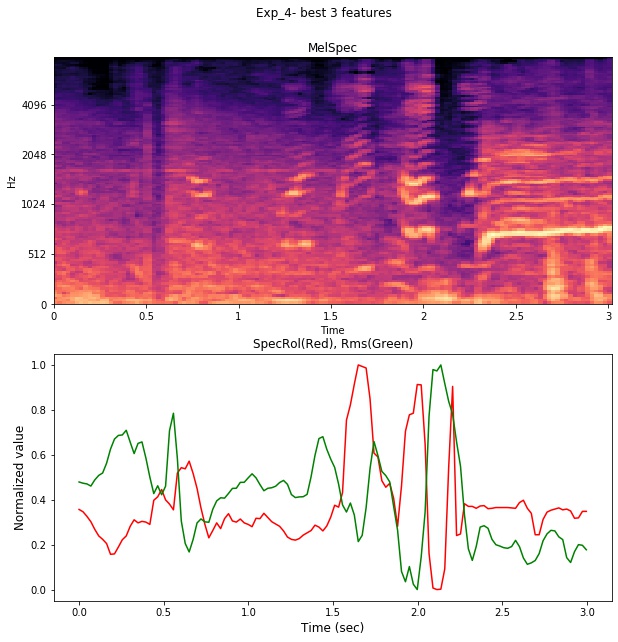 Exp_4- best 3 features
MelSpec
4096
2048
1024
512
0
Hz
0 0.5 1 1.5 2 2.5 3
Time
SpecRol(Red), Rms(Green)
1.0
0.8
0.6
0.4
0.2
0.0
Normalized value
0.0 0.5 1.0 1.5 2.0 2.5 3.0
Time (sec)